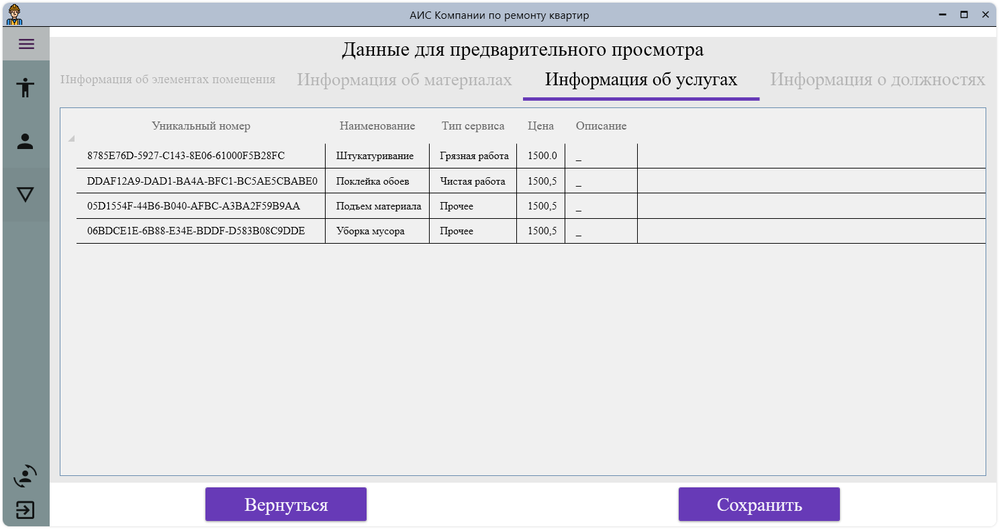 АИС Компании по ремонту квартир
Данные для предварительного просмотра
Информация об элементах помещения Информация об материалах Информация об услугах Информация о должностях
Уникальный номер Наименование Тип сервиса Цена Описание
8785E76D-5927-C143-8E06-61000F5B28FC Штукатуривание Грязная работа 1500.0 _
DDAF12A9-DAD1-BA4A-BFC1-BC5AE5CBABE0 Поклейка обоев Чистая работа 1500,5 _
05D1554F-44B6-B040-AFBC-A3BA2F59B9AA Подъем материала Прочее 1500,5 _
06BDCE1E-6B88-E34E-BDDF-D583B08C9DDE Уборка мусора Прочее 1500,5 _
Вернуться Сохранить